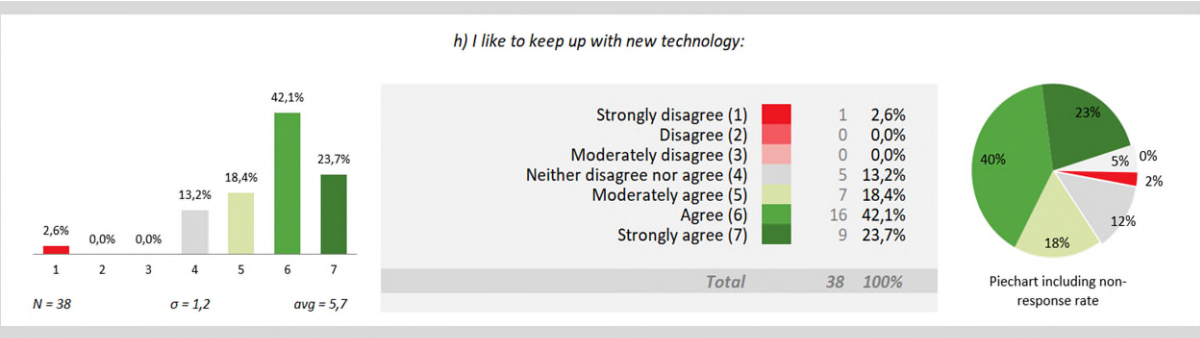 h) I like to keep up with new technology:
42,1%
23,7%
18,4%
13,2%
2,6%
0,0%
0,0%
1 2 3 4 5 6 7
N = 38 σ = 1,2 avg = 5,7
Strongly disagree (1) 1 2,6%
Disagree (2) 0 0,0%
Moderately disagree (3) 0 0,0%
Neither disagree nor agree (4) 5 13,2%
Moderately agree (5) 7 18,4%
Agree (6) 16 42,1%
Strongly agree (7) 9 23,7%
Total 38 100%
23%
40%
5% 0%
2%
12%
18%
Piechart including non-
response rate